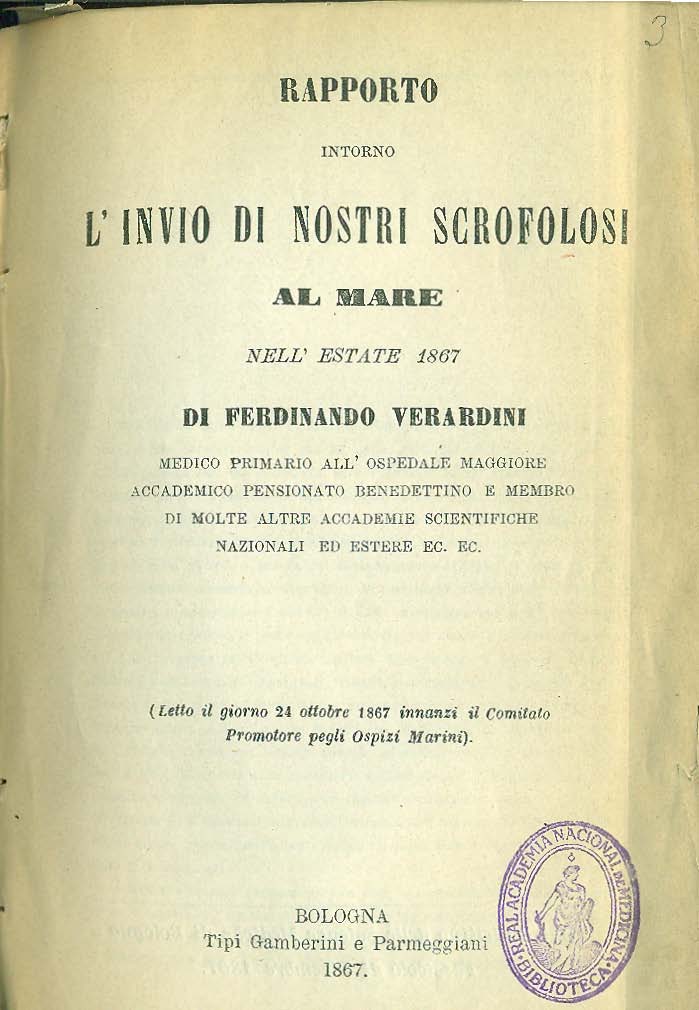 3
RAPPORTO
INTORNO
L' INVIO DI NOSTRI SCROFOLOSI
AL MARE
NELL' ESTATE 1867
DI FERDINANDO VERARDINI
MEDICO PRIMARIO ALL' OSPEDALE MAGGIORE
ACCADEMICO PENSIONATO BENEDETTINO E MEMBRO
DI MOLTE ALTRE ACCADEMIE SCIENTIFICHE
NAZIONALI ED ESTERE EC. EC.
(Letto il giorno 24 ottobre 1867 innanzi il Comitato
Promotore pegli Ospizi Marini).
BOLOGNA
Tipi Gamberini e Parmeggiani
1867.
REAL ACADEMIA NACIONAL DE MEDICINA
BIBLIOTECA